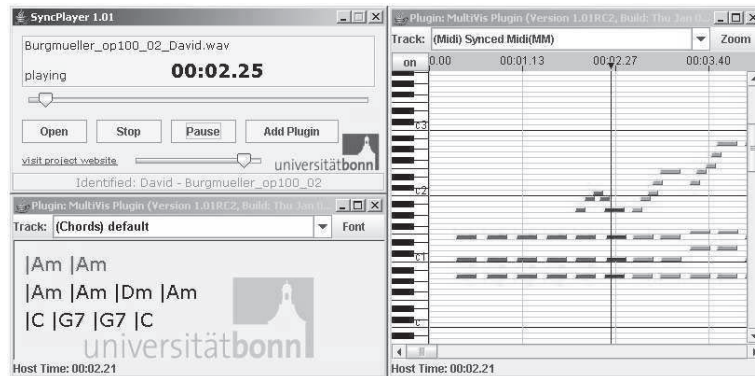 SyncPlayer 1.01
Burgmueller_op100_02_David.wav
playing 00:02.25
Open Stop Pause Add Plugin
visit project website
universitätbonn
Identified: David - Burgmueller_op100_02
Plugin: MultiVis Plugin (Version 1.01RC2, Build: Thu Jan 0...
Track: (Chords) default Font
|Am |Am
|Am |Am |Dm |Am
|C |G7 |G7 |C
universitätbonn
Host Time: 00:02.21
Plugin: MultiVis Plugin (Version 1.01RC2, Build: Thu Jan 0...
Track: (Midi) Synced Midi(MM) Zoom
on 0.00 00:01.13 00:02.27 00:03.40
c3
c2
c1
c
Host Time: 00:02.21